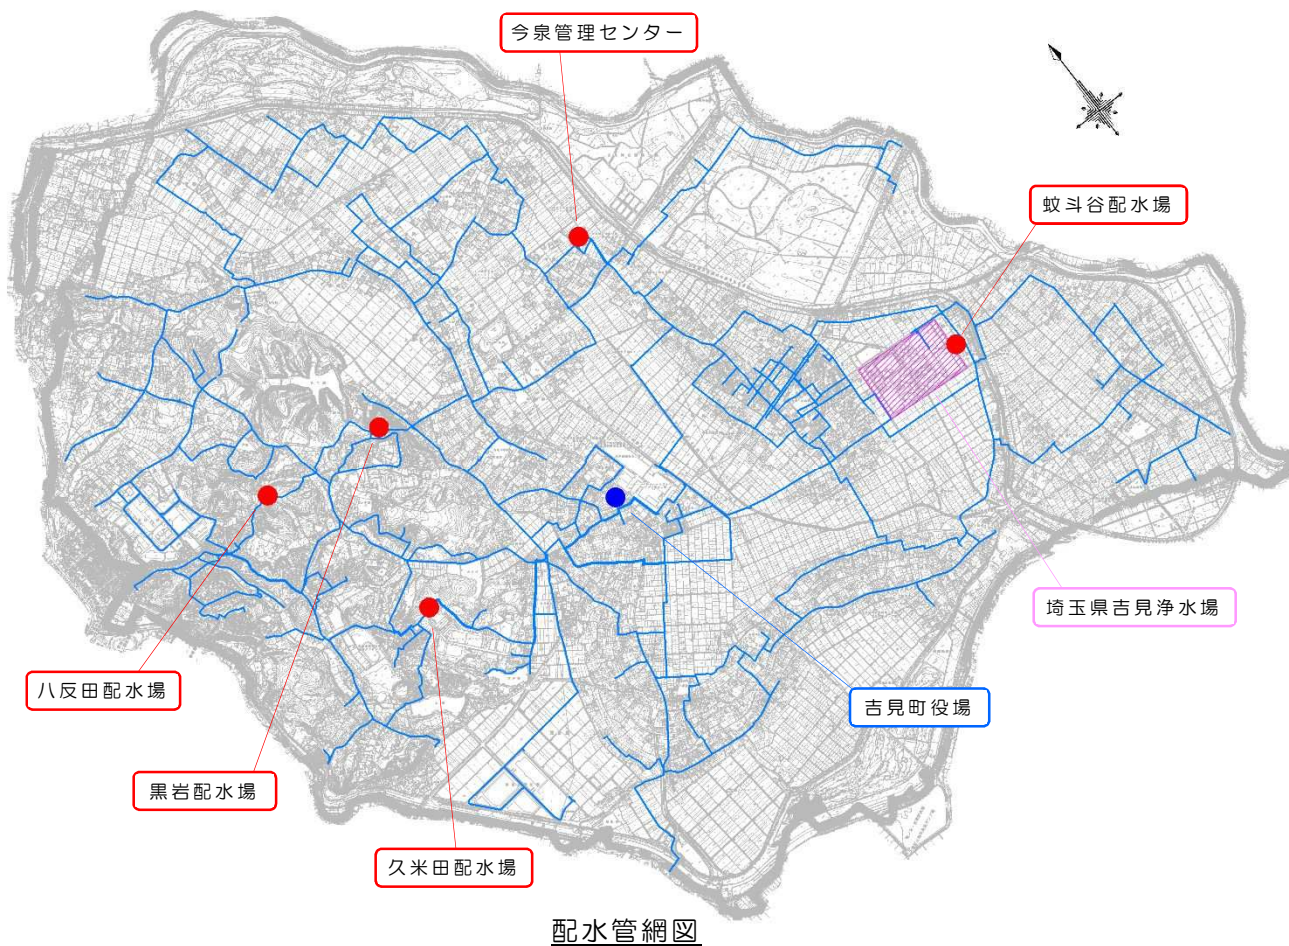 今泉管理センター
蚊斗谷配水場
埼玉県吉見浄水場
八反田配水場
吉見町役場
黒岩配水場
久米田配水場
配水管網図